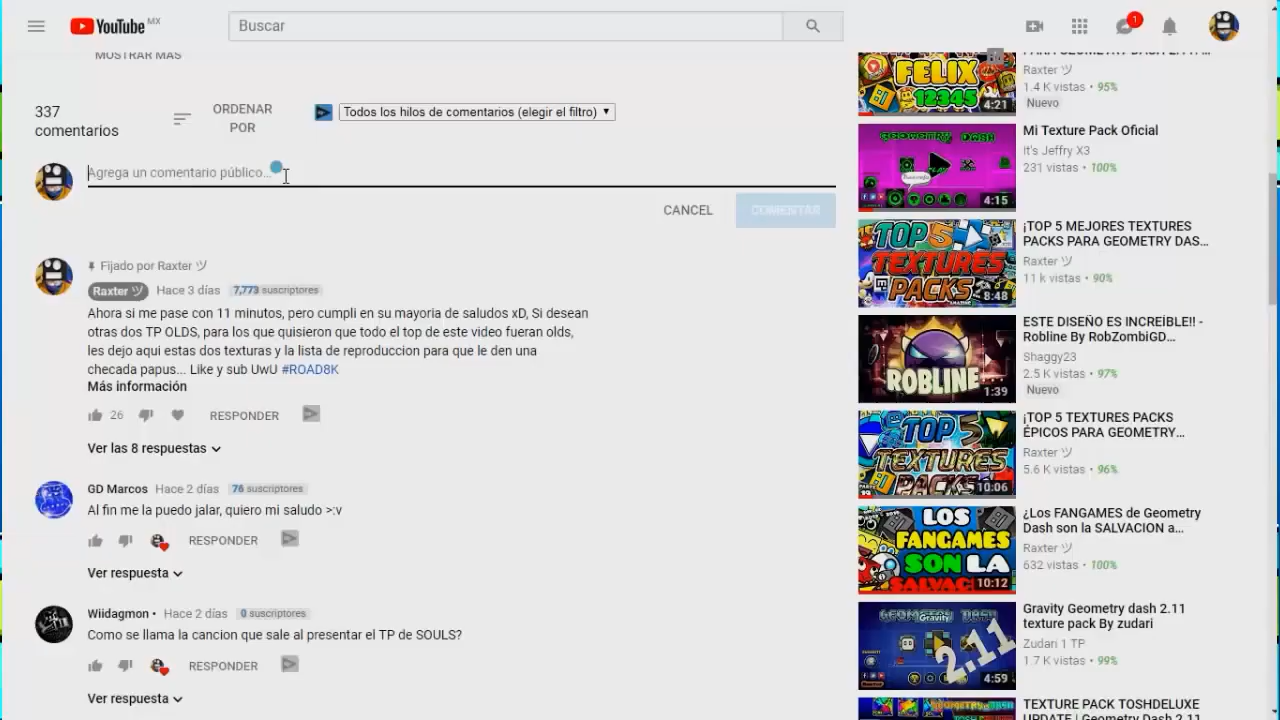 YouTube MX
Buscar
1
MOSTRAR MÁS
337
comentarios
ORDENAR
POR
Todos los hilos de comentarios (elegir el filtro)
Agrega un comentario público...
CANCEL
COMENTAR
Fijado por Raxter ツ
Raxter ツ Hace 3 días 7,773 suscriptores
Ahora si me pase con 11 minutos, pero cumpli en su mayoria de saludos xD, Si desean
otras dos TP OLDS, para los que quisieron que todo el top de este video fueran olds,
les dejo aqui estas dos texturas y la lista de reproduccion para que le den una
checada papus... Like y sub UwU #ROAD8K
Más información
26 RESPONDER
Ver las 8 respuestas
GD Marcos Hace 2 días 76 suscriptores
Al fin me la puedo jalar, quiero mi saludo >:v
RESPONDER
Ver respuesta
Wiidagmon • Hace 2 días 0 suscriptores
Como se llama la cancion que sale al presentar el TP de SOULS?
RESPONDER
Ver respuesta
FELIX
12345
4:21
Raxter ツ
1.4 K vistas • 95%
Nuevo
GEOMETRY DASH
4:15
Mi Texture Pack Oficial
It's Jeffry X3
231 vistas • 100%
TOP 5
TEXTURES
PACKS
8:48
¡TOP 5 MEJORES TEXTURES
PACKS PARA GEOMETRY DAS...
Raxter ツ
11 k vistas • 90%
ROBLINE
1:39
ESTE DISEÑO ES INCREÍBLE!! -
Robline By RobZombiGD...
Shaggy23
2.5 K vistas • 97%
Nuevo
TOP 5
TEXTURES
PACKS
10:06
¡TOP 5 TEXTURES PACKS
ÉPICOS PARA GEOMETRY...
Raxter ツ
5.6 K vistas • 96%
LOS
FANGAMES
SON LA
SALVAC
10:12
¿Los FANGAMES de Geometry
Dash son la SALVACION a...
Raxter ツ
632 vistas • 100%
GEOMETRY DASH
Gravity
2.11
4:59
Gravity Geometry dash 2.11
texture pack By zudari
Zudari 1 TP
1.7 K vistas • 99%
TEXTURE PACK TOSHDELUXE
UPDATE | Geometry Dash 2.11